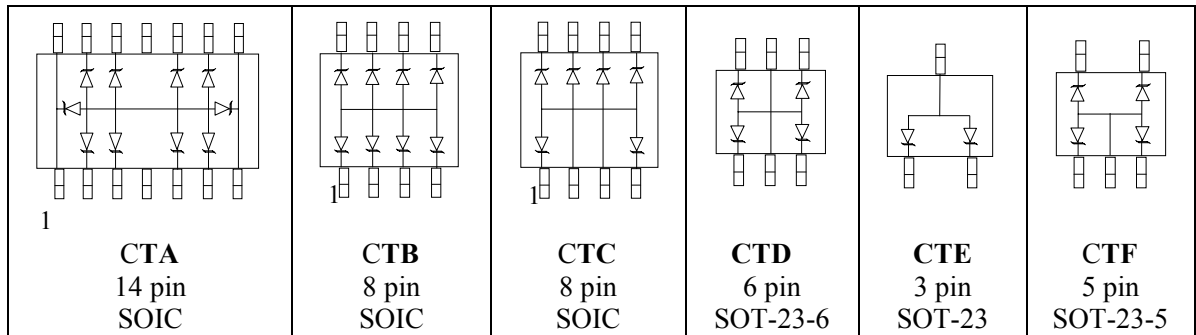 1
CTA
14 pin
SOIC
1
CTB
8 pin
SOIC
1
CTC
8 pin
SOIC
CTD
6 pin
SOT-23-6
CTE
3 pin
SOT-23
CTF
5 pin
SOT-23-5